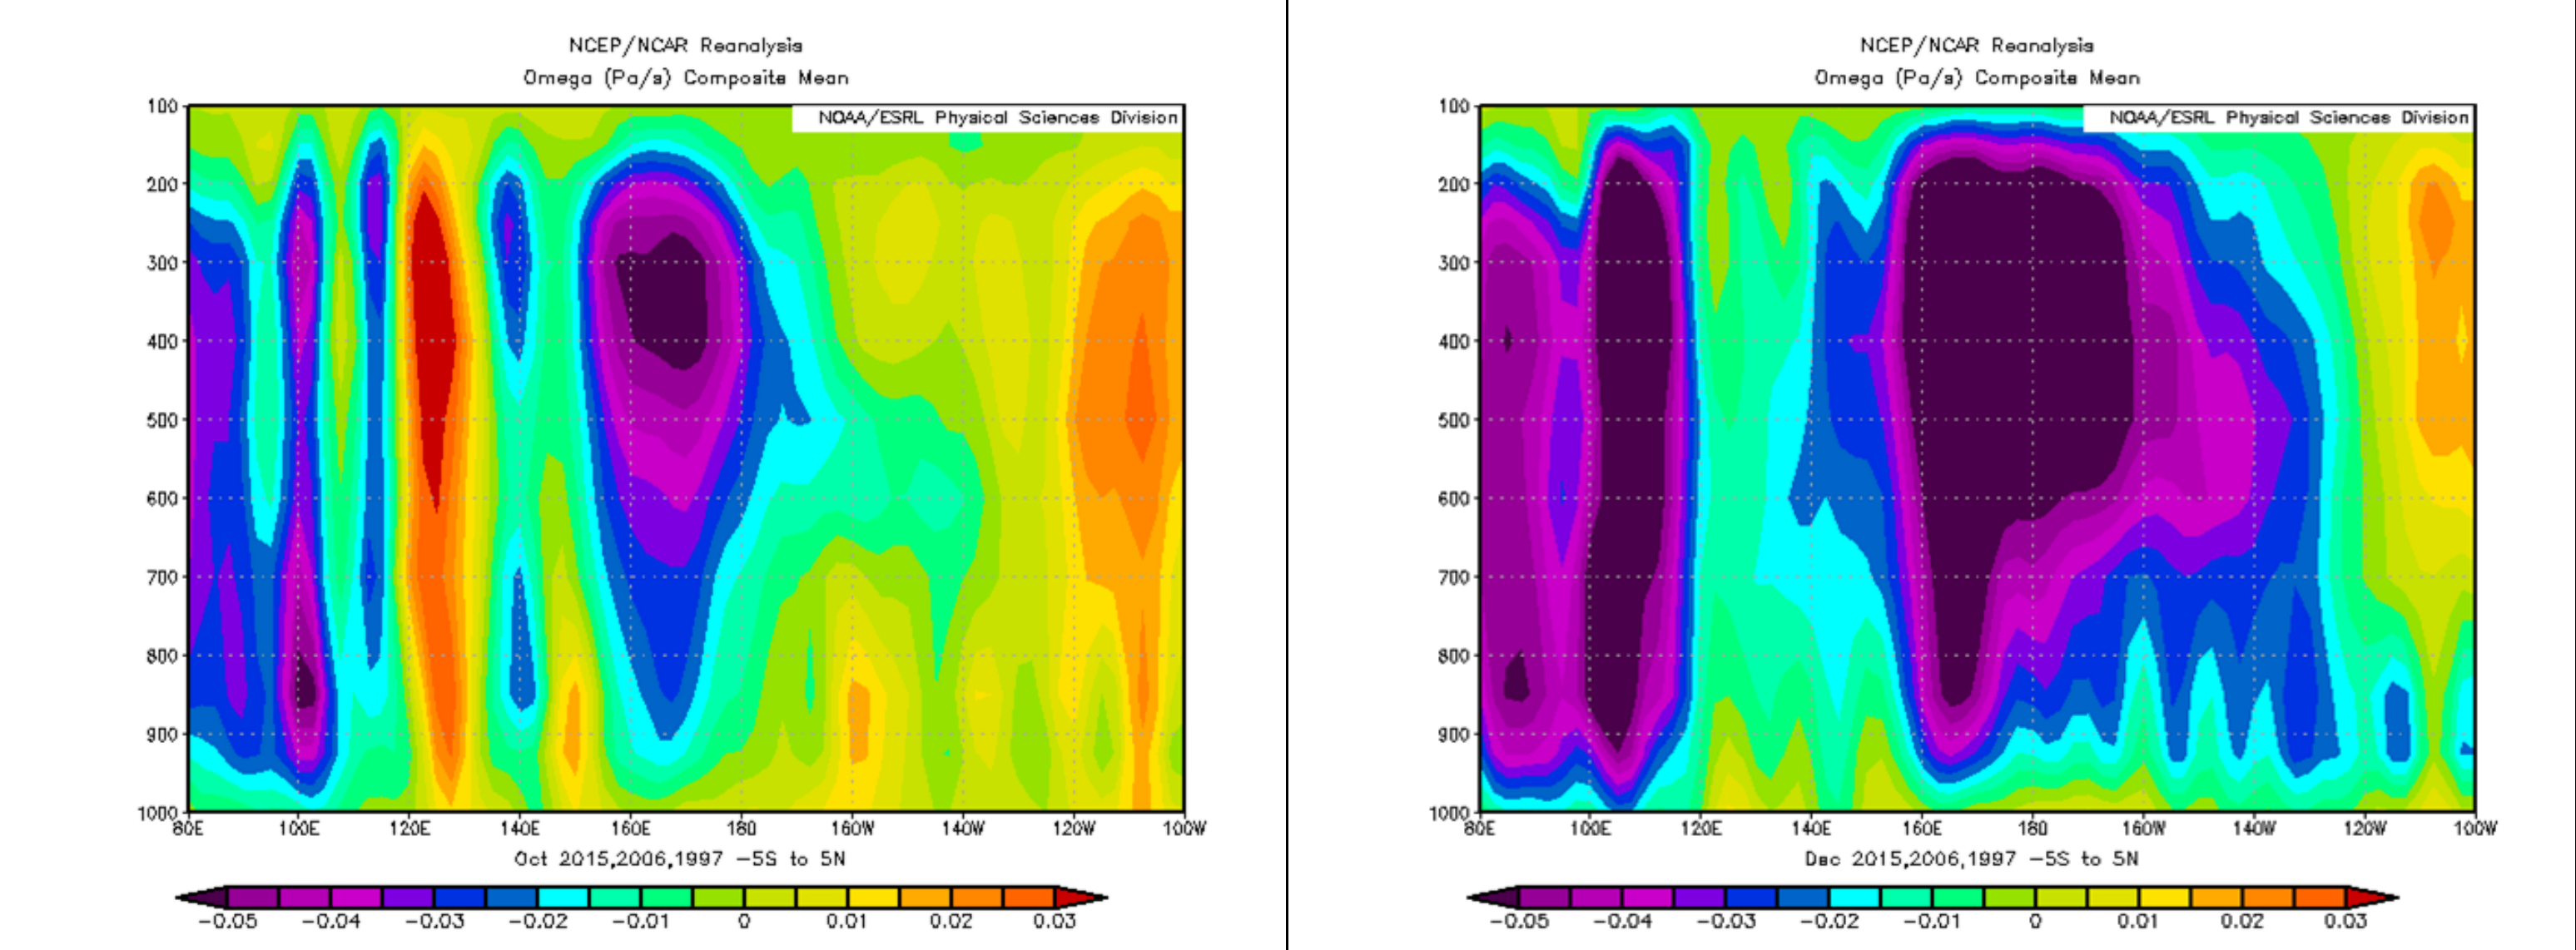 NCEP/NCAR Reanalysis
Omega (Pa/s) Composite Mean
NOAA/ESRL Physical Sciences Division
100
200
300
400
500
600
700
800
900
1000
80E 100E 120E 140E 160E 180 160W 140W 120W 100W
Oct 2015,2006,1997 -5S to 5N
-0.05 -0.04 -0.03 -0.02 -0.01 0 0.01 0.02 0.03
NCEP/NCAR Reanalysis
Omega (Pa/s) Composite Mean
NOAA/ESRL Physical Sciences Division
100
200
300
400
500
600
700
800
900
1000
80E 100E 120E 140E 160E 180 160W 140W 120W 100W
Dec 2015,2006,1997 -5S to 5N
-0.05 -0.04 -0.03 -0.02 -0.01 0 0.01 0.02 0.03